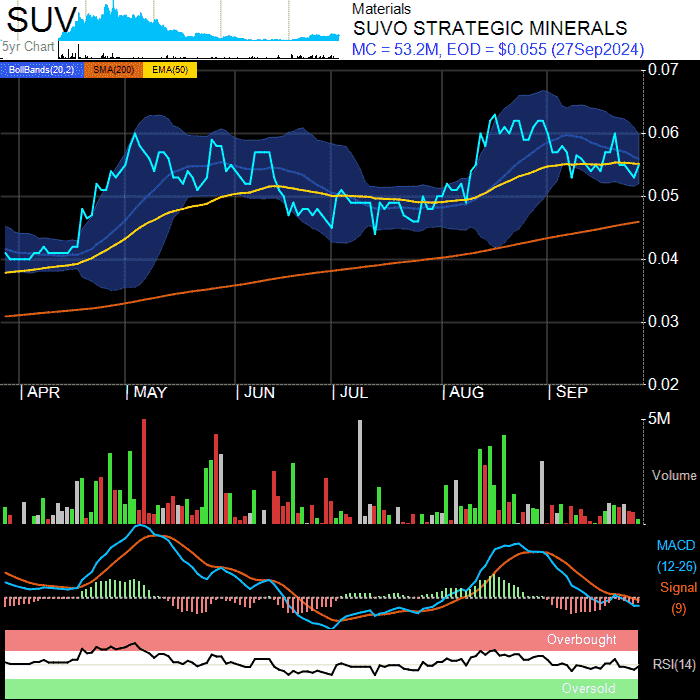 SUV
5yr Chart
Materials
SUVO STRATEGIC MINERALS
MC = 53.2M, EOD = $0.055 (27Sep2024)
BollBands(20,2) SMA(200) EMA(50)
0.07
0.06
0.05
0.04
0.03
0.02
APR MAY JUN JUL AUG SEP
5M
Volume
MACD
(12-26)
Signal
(9)
Overbought
RSI(14)
Oversold